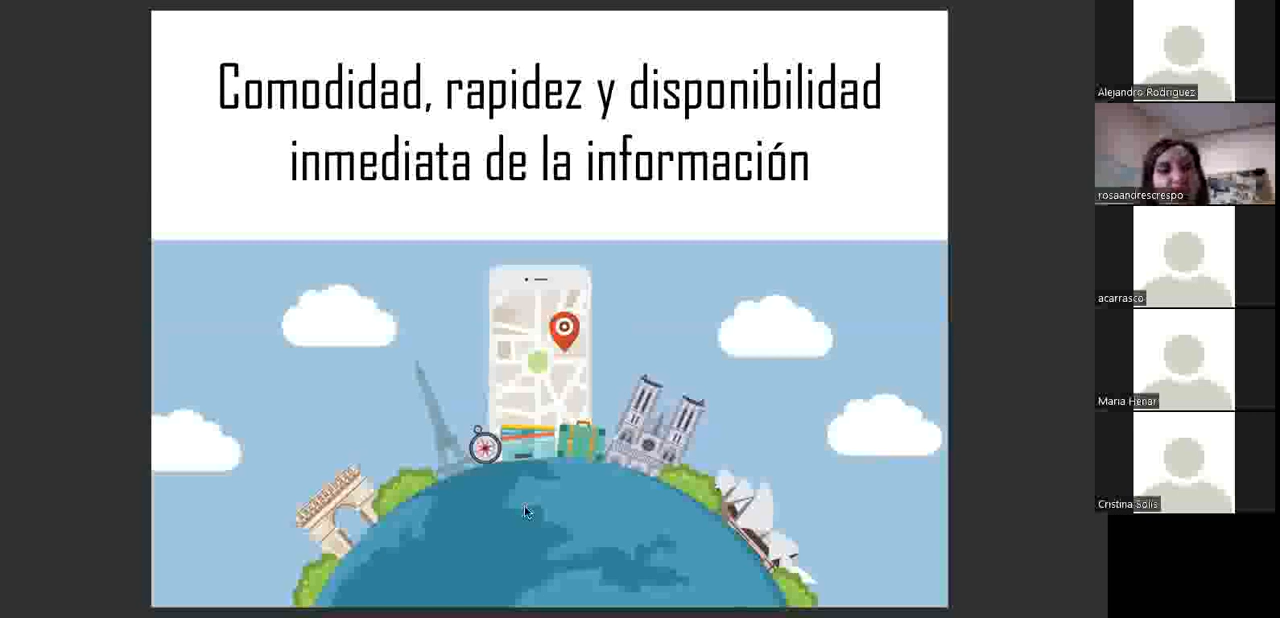 Comodidad, rapidez y disponibilidad
inmediata de la información
Alejandro Rodriguez
rosaandrescrespo
acarrasco
Maria Henar
Cristina Solis